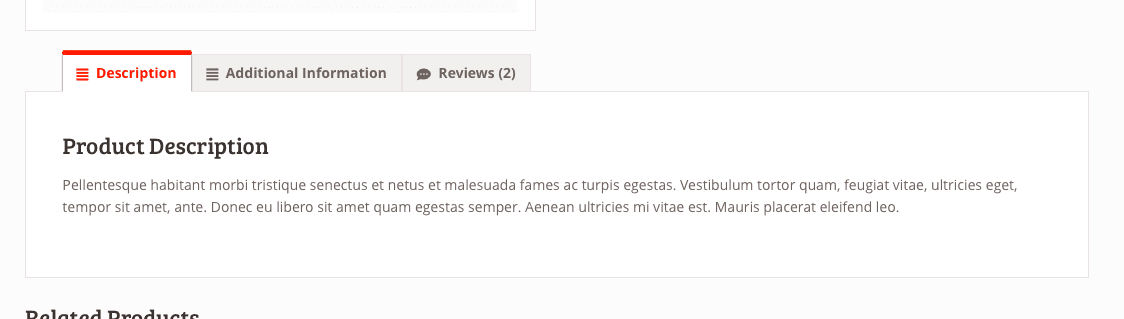 Description
Additional Information
Reviews (2)
Product Description
Pellentesque habitant morbi tristique senectus et netus et malesuada fames ac turpis egestas. Vestibulum tortor quam, feugiat vitae, ultricies eget,
tempor sit amet, ante. Donec eu libero sit amet quam egestas semper. Aenean ultricies mi vitae est. Mauris placerat eleifend leo.
Related Products